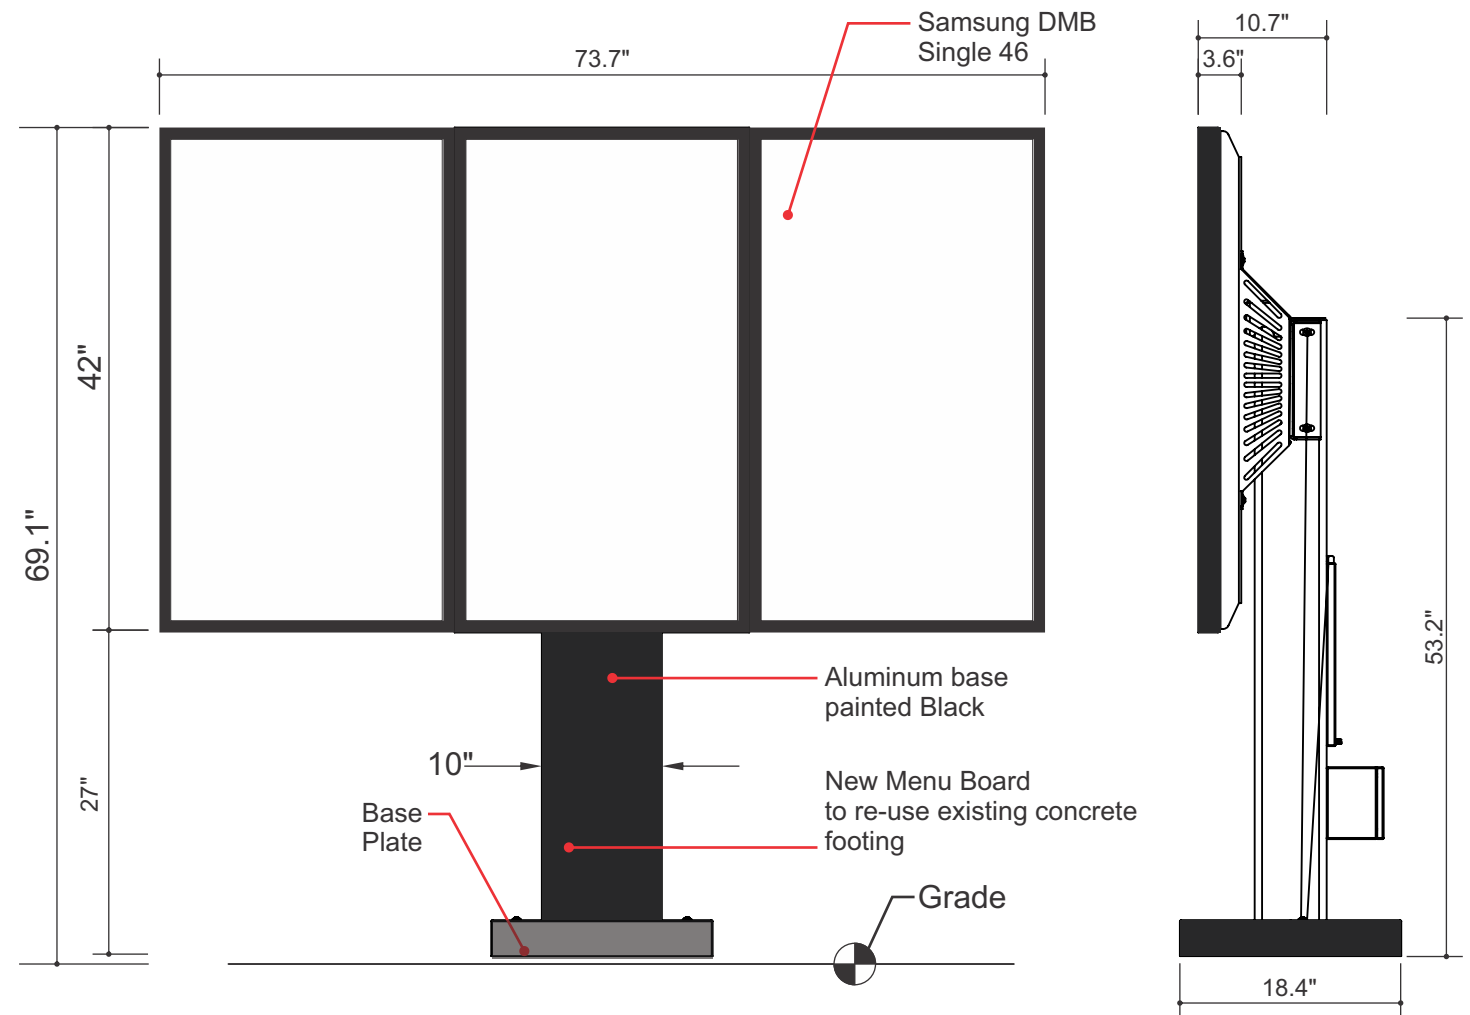 Samsung DMB
Single 46
10.7"
73.7"
3.6"
42"
69.1"
53.2"
Aluminum base
painted Black
10"
27"
New Menu Board
to re-use existing concrete
footing
Base
Plate
Grade
18.4"